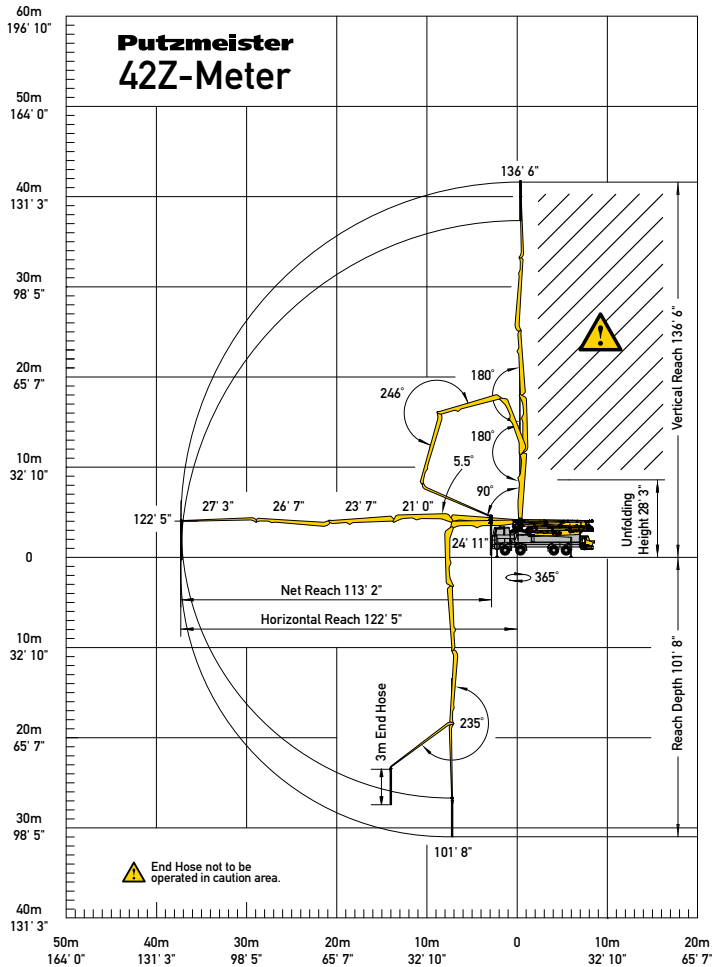 60m
196' 10"
50m
164' 0"
40m
131' 3"
30m
98' 5"
20m
65' 7"
10m
32' 10"
0
10m
32' 10"
20m
65' 7"
30m
98' 5"
40m
131' 3"
Putzmeister
42Z-Meter
136' 6"
Vertical Reach 136' 6"
246°
180°
180°
5.5°
90°
Unfolding
Height 28' 3"
122' 5"
27' 3"
26' 7"
23' 7"
21' 0"
24' 11"
365°
Net Reach 113' 2"
Horizontal Reach 122' 5"
Reach Depth 101' 8"
3m End Hose
235°
101' 8"
End Hose not to be
operated in caution area.
50m
164' 0"
40m
131' 3"
30m
98' 5"
20m
65' 7"
10m
32' 10"
0
10m
32' 10"
20m
65' 7"